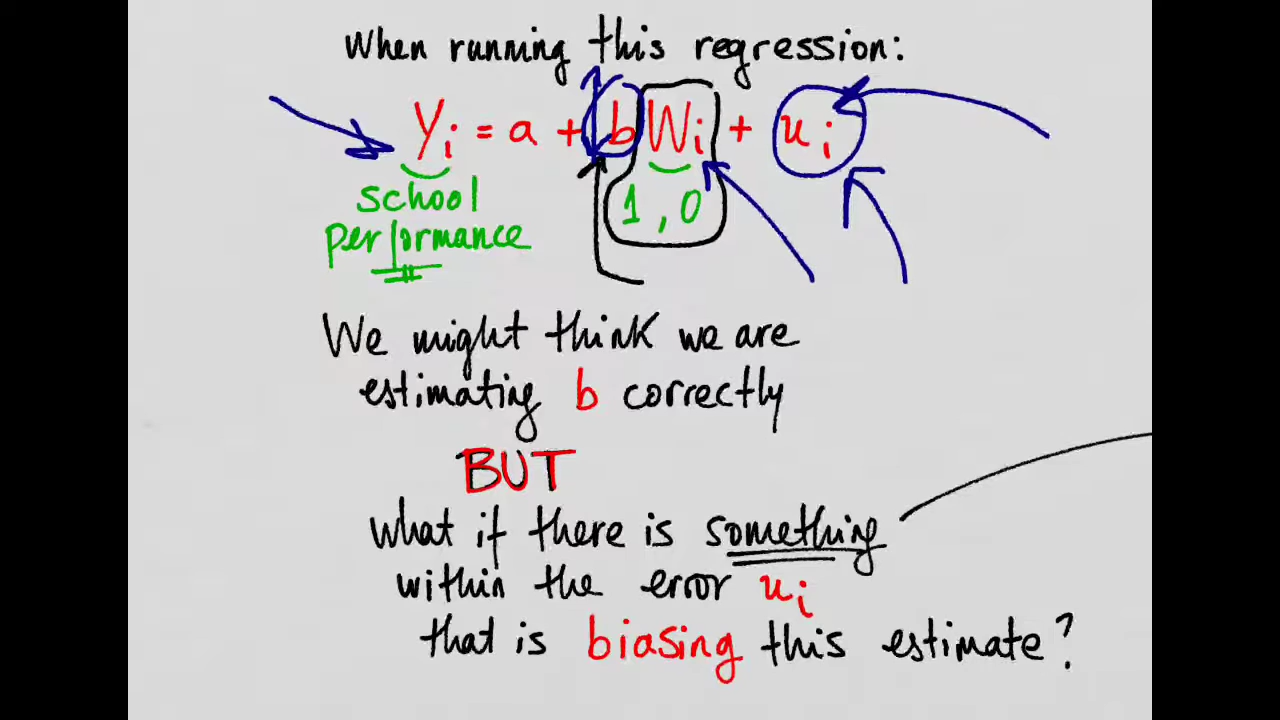 When running this regression:
Yi = a + b Wi + ui
school
performance
1, 0
We might think we are
estimating b correctly
BUT
what if there is something
within the error ui
that is biasing this estimate?